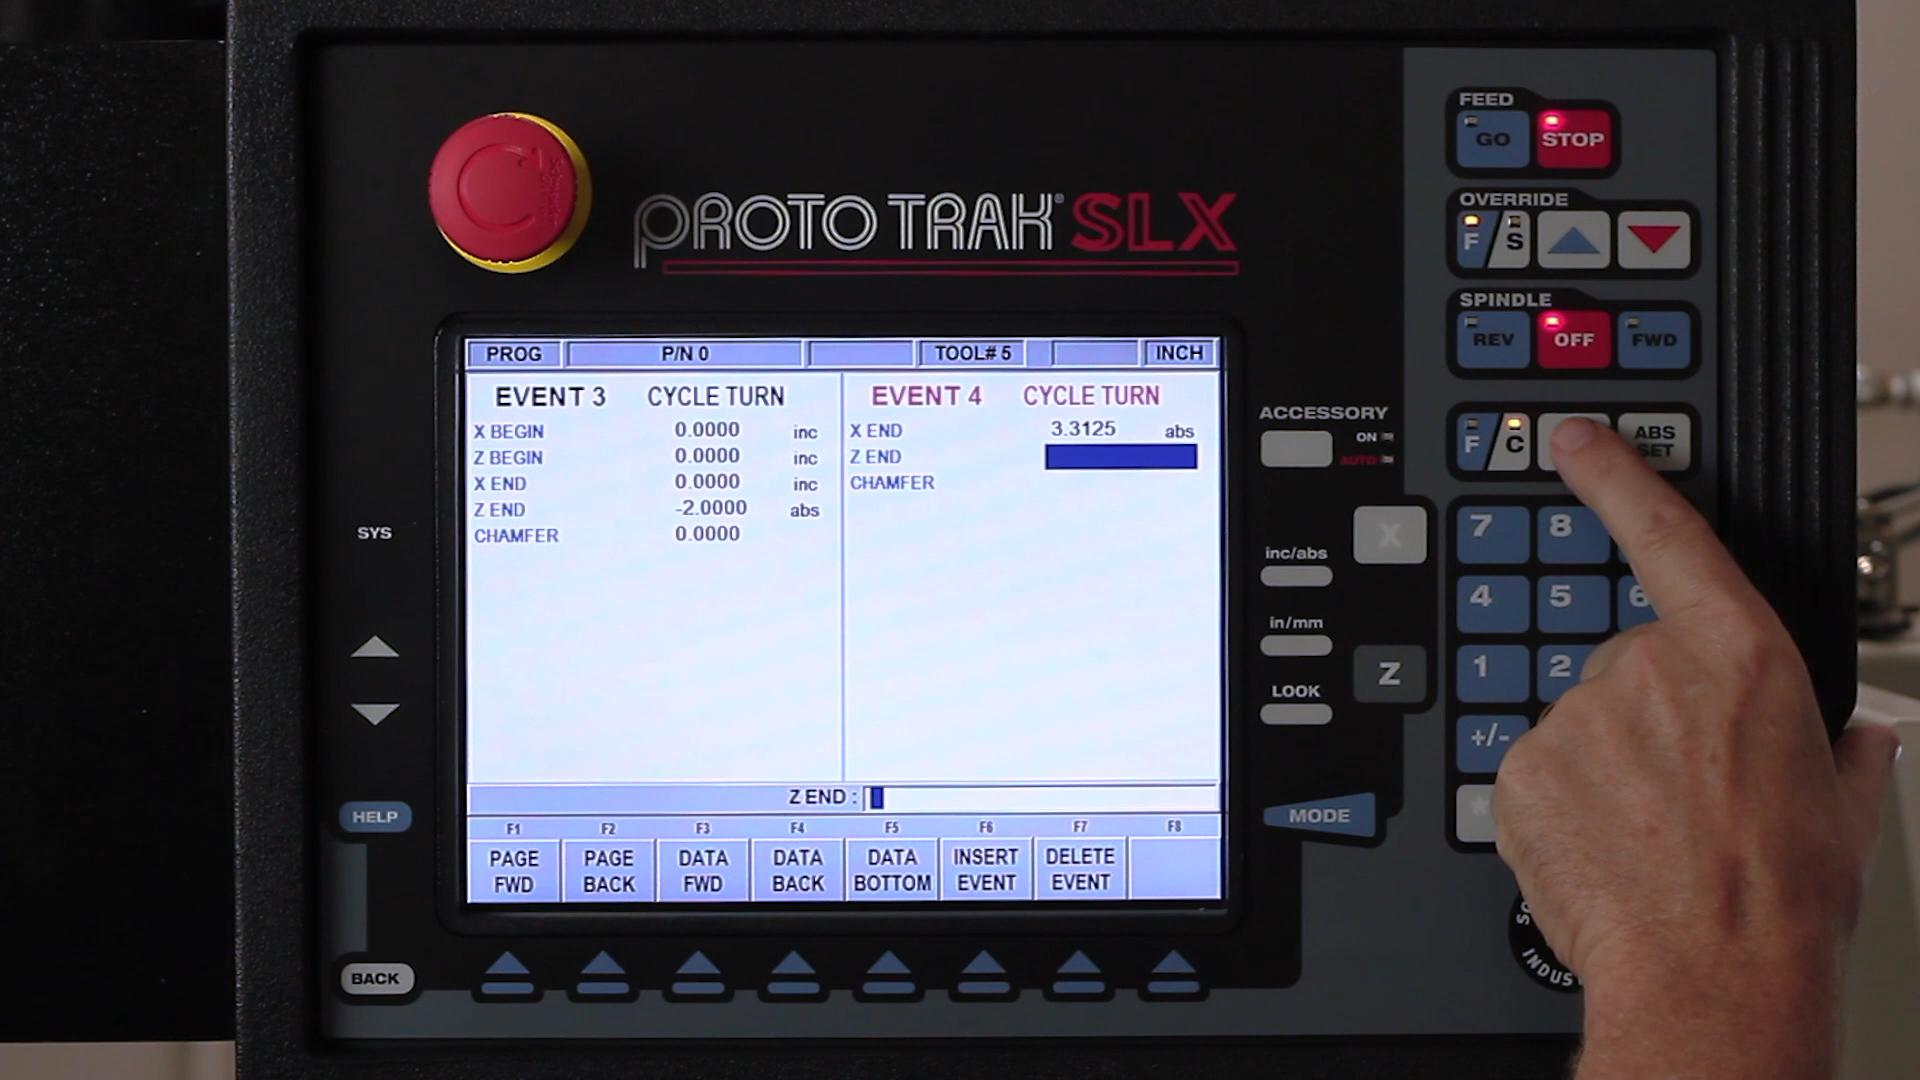 FEED
GO STOP
OVERRIDE
F S
PROTO TRAK® SLX
SPINDLE
REV OFF FWD
PROG P/N 0 TOOL# 5 INCH
EVENT 3 CYCLE TURN
X BEGIN 0.0000 inc
Z BEGIN 0.0000 inc
X END 0.0000 inc
Z END -2.0000 abs
CHAMFER 0.0000
EVENT 4 CYCLE TURN
X END 3.3125 abs
Z END
CHAMFER
Z END :
F1 F2 F3 F4 F5 F6 F7 F8
PAGE FWD
PAGE BACK
DATA FWD
DATA BACK
DATA BOTTOM
INSERT EVENT
DELETE EVENT
ACCESSORY
ON
AUTO
F C
ABS
SET
SYS
inc/abs
in/mm
LOOK
X
Z
7 8
4 5 6
1 2
+/-
HELP
MODE
BACK
INDUS